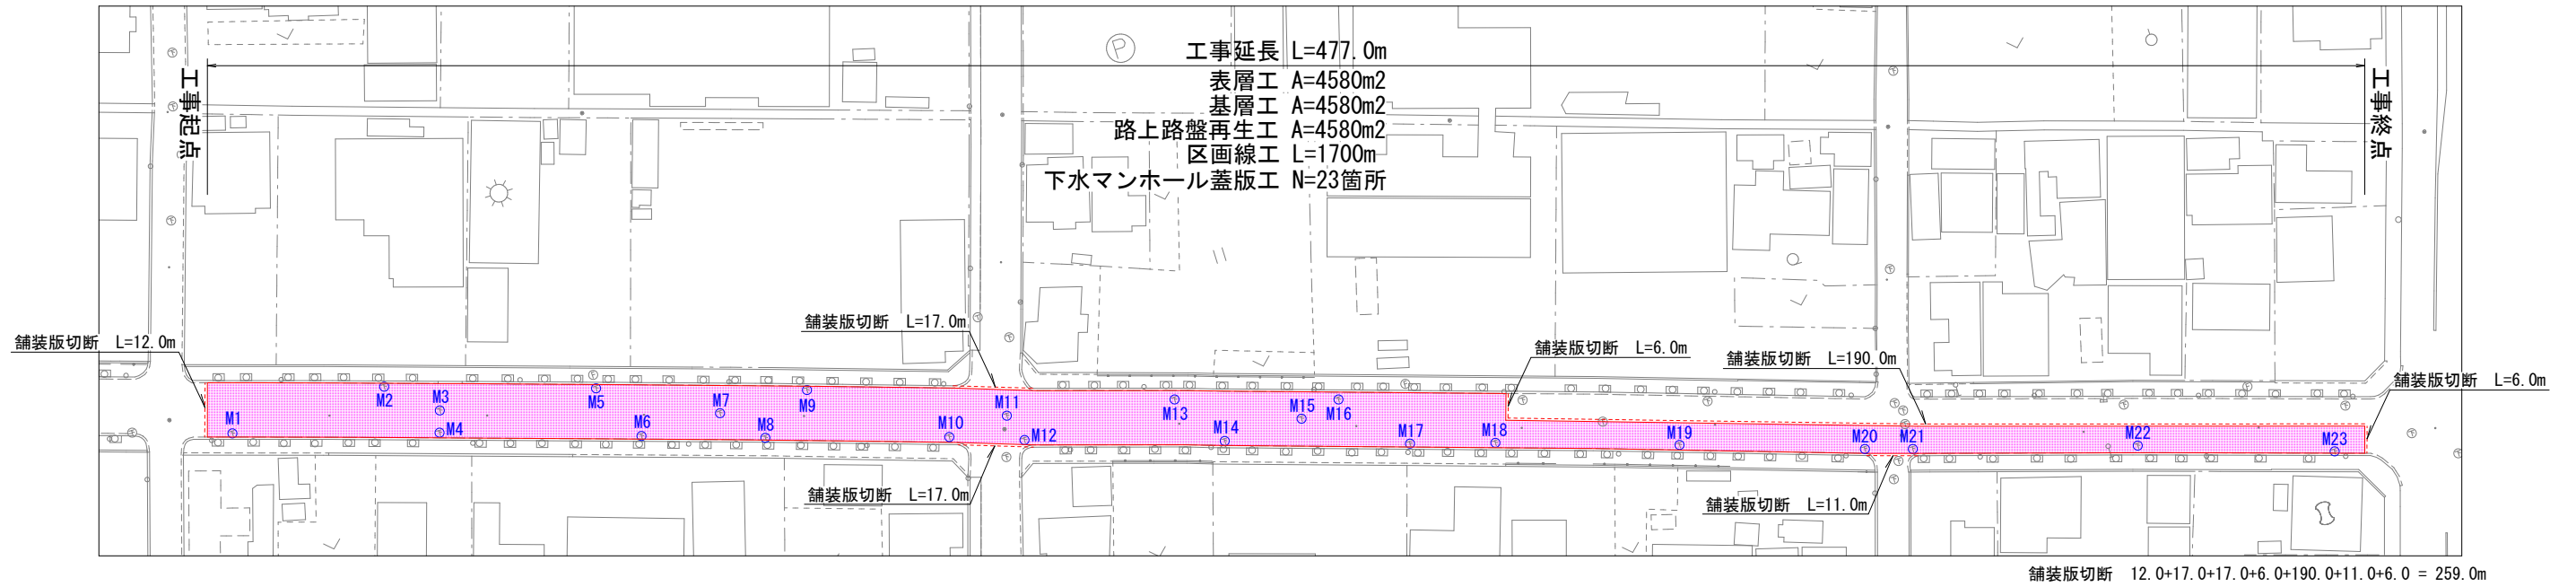 工事延長 L=477.0m
表層工 A=4580m2
基層工 A=4580m2
路上路盤再生工 A=4580m2
区画線工 L=1700m
下水マンホール蓋版工 N=23箇所
工事起点
工事終点
P
舗装版切断 L=12.0m
舗装版切断 L=17.0m
舗装版切断 L=6.0m
舗装版切断 L=190.0m
舗装版切断 L=6.0m
M1
M2
M3
M4
M5
M6
M7
M8
M9
M10
M11
M12
M13
M14
M15
M16
M17
M18
M19
M20
M21
M22
M23
舗装版切断 L=17.0m
舗装版切断 L=11.0m
舗装版切断 12.0+17.0+17.0+6.0+190.0+11.0+6.0 = 259.0m